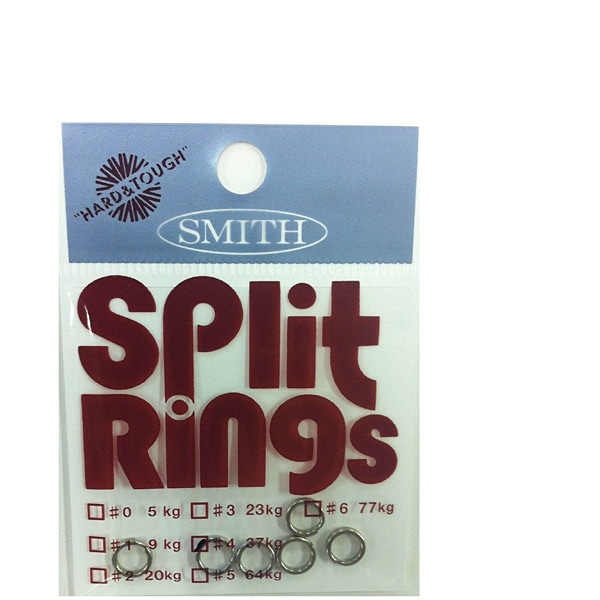 "HARD&TOUGH"
SMITH
Split
Rings
#0 5kg #3 23kg #6 77kg
#1 9kg #4 37kg
#2 20kg #5 64kg